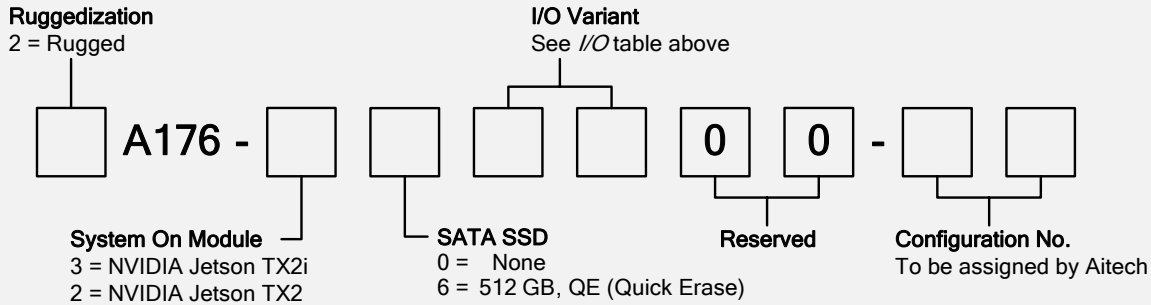 Ruggedization
2 = Rugged
I/O Variant
See I/O table above
A176 - 0 0 -
System On Module
3 = NVIDIA Jetson TX2i
2 = NVIDIA Jetson TX2
SATA SSD
0 = None
6 = 512 GB, QE (Quick Erase)
Reserved
Configuration No.
To be assigned by Aitech